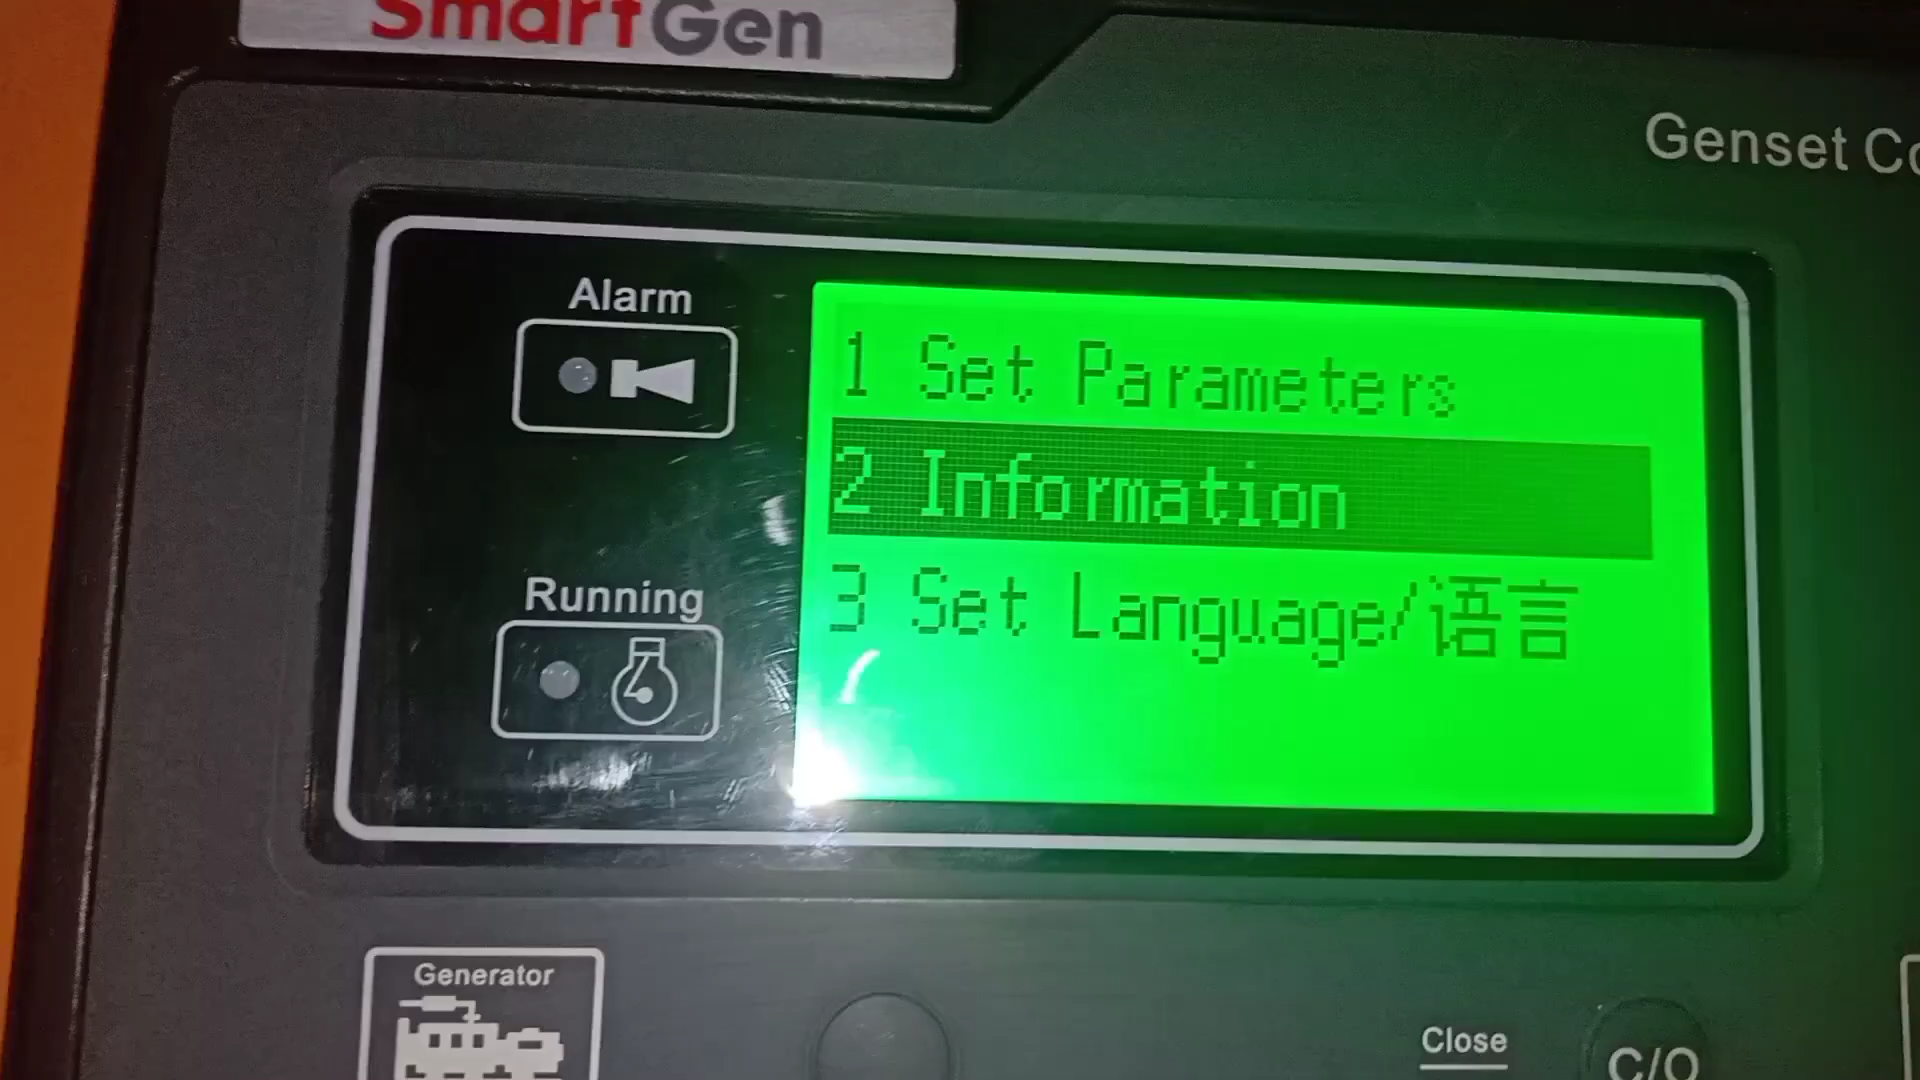 SmartGen
Genset Co
Alarm
1 Set Parameters
2 Information
Running
3 Set Language/语言
Generator
Close
C/O